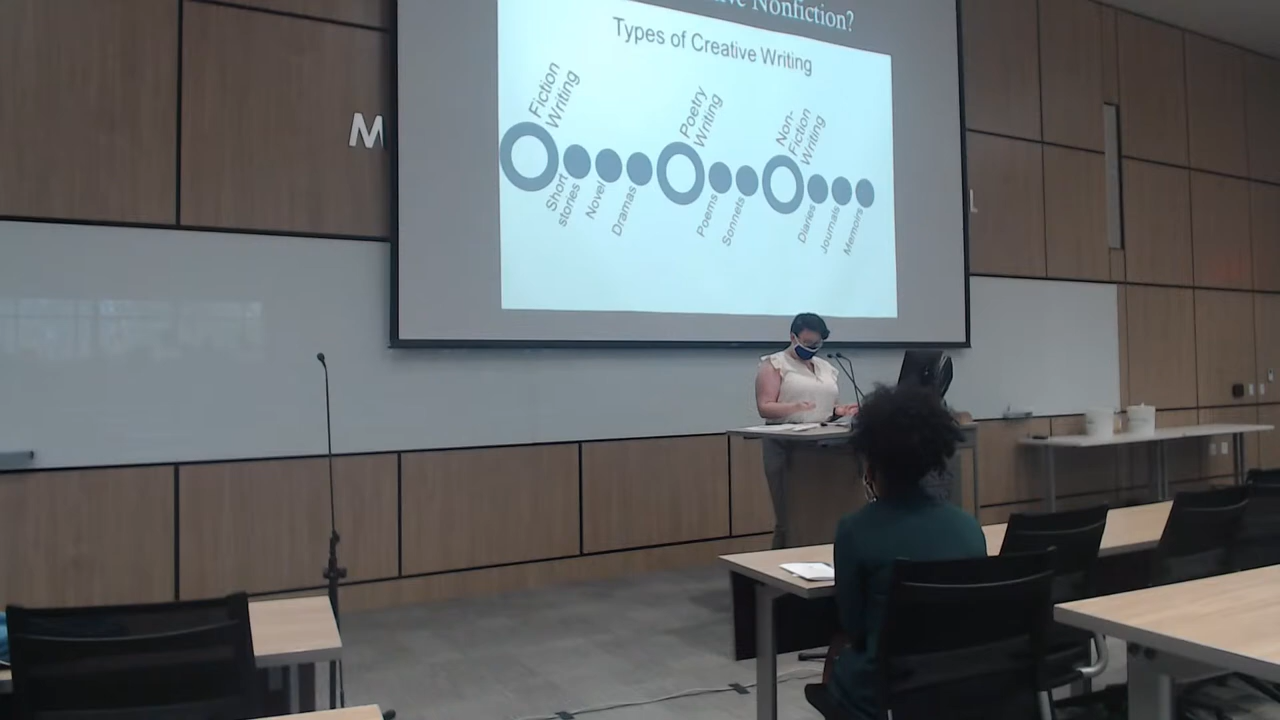 Nonfiction?
Types of Creative Writing
Fiction
Writing
Short
stories
Novel
Dramas
Poetry
Writing
Poems
Sonnets
Non-
Fiction
Writing
Diaries
Journals
Memoirs
M
L